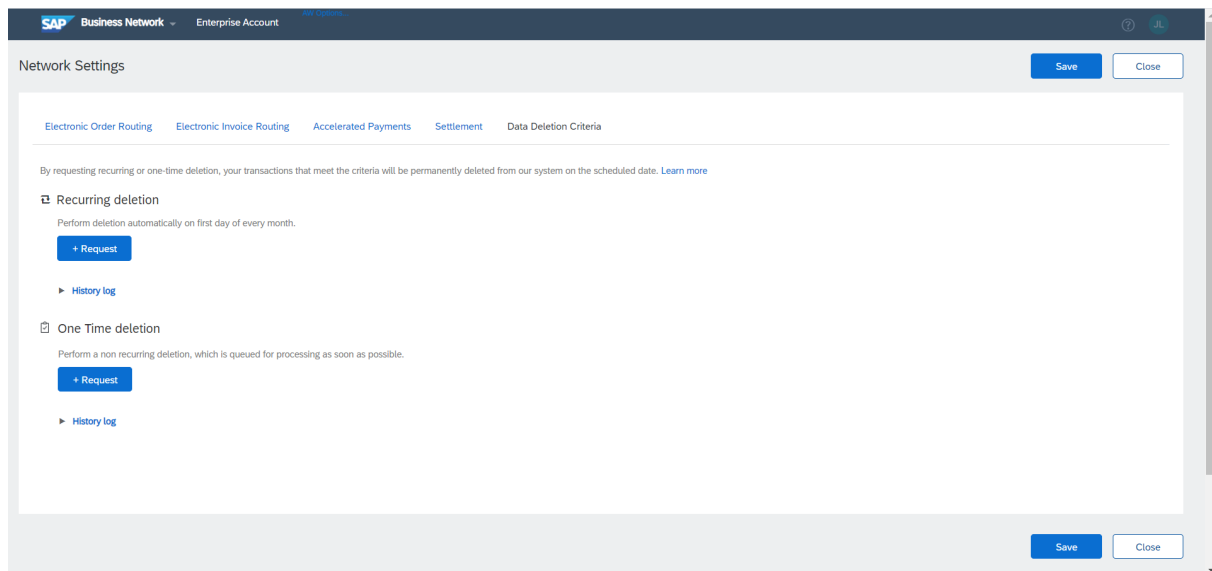 SAP Business Network Enterprise Account JL
Network Settings Save Close
Electronic Order Routing Electronic Invoice Routing Accelerated Payments Settlement Data Deletion Criteria
By requesting recurring or one-time deletion, your transactions that meet the criteria will be permanently deleted from our system on the scheduled date. Learn more
Recurring deletion
Perform deletion automatically on first day of every month.
+ Request
History log
One Time deletion
Perform a non recurring deletion, which is queued for processing as soon as possible.
+ Request
History log
Save Close